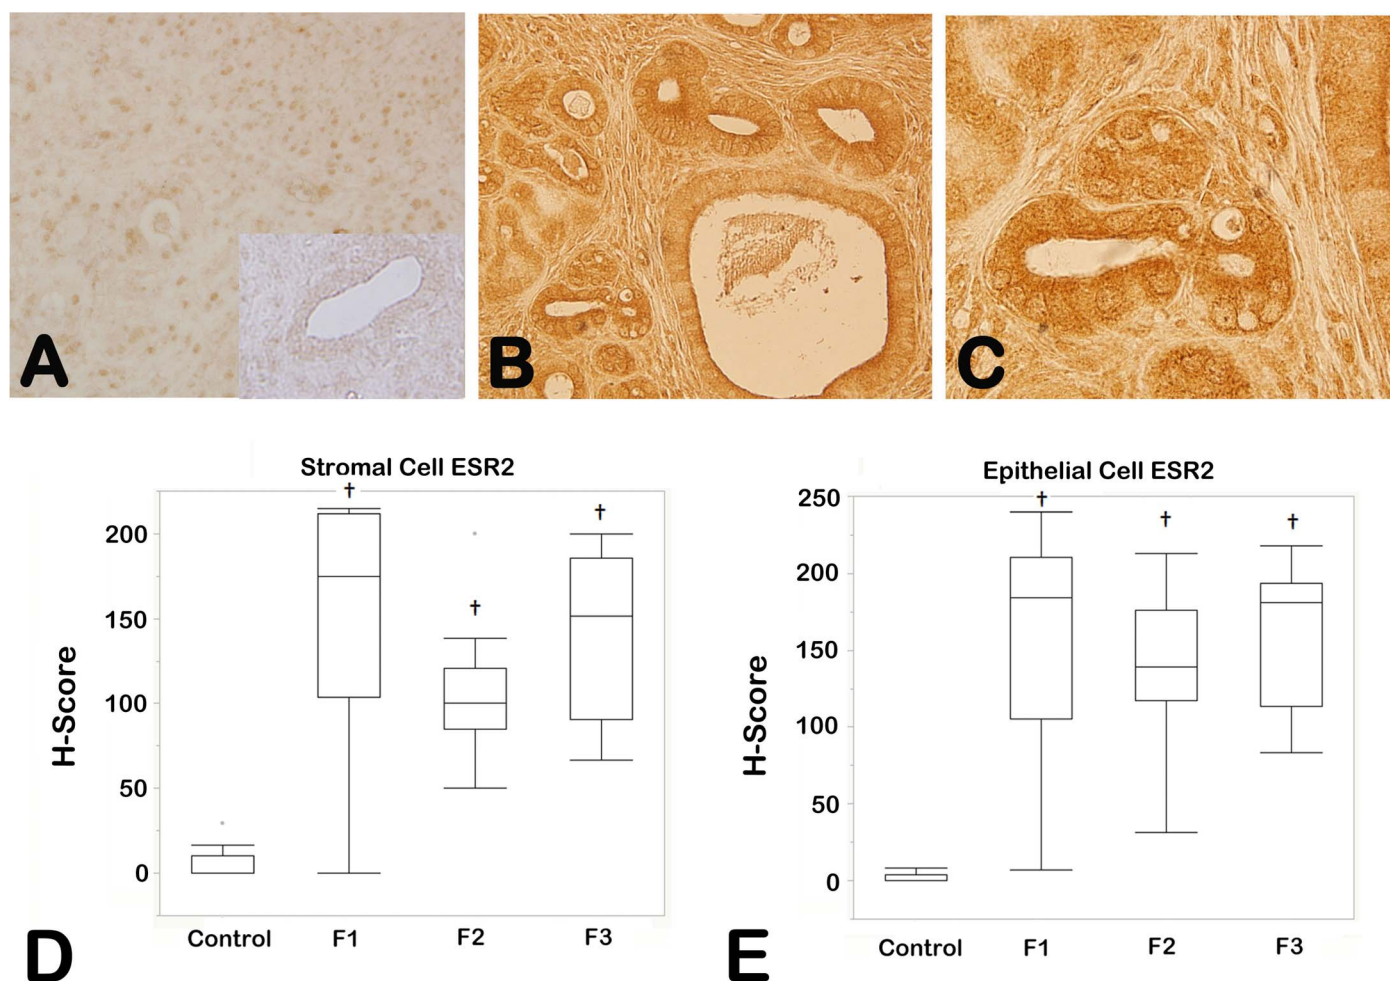 A
B
C
Stromal Cell ESR2
†
†
†
200
150
100
50
0
H-Score
Control F1 F2 F3
D
Epithelial Cell ESR2
†
†
†
250
200
150
100
50
0
H-Score
Control F1 F2 F3
E